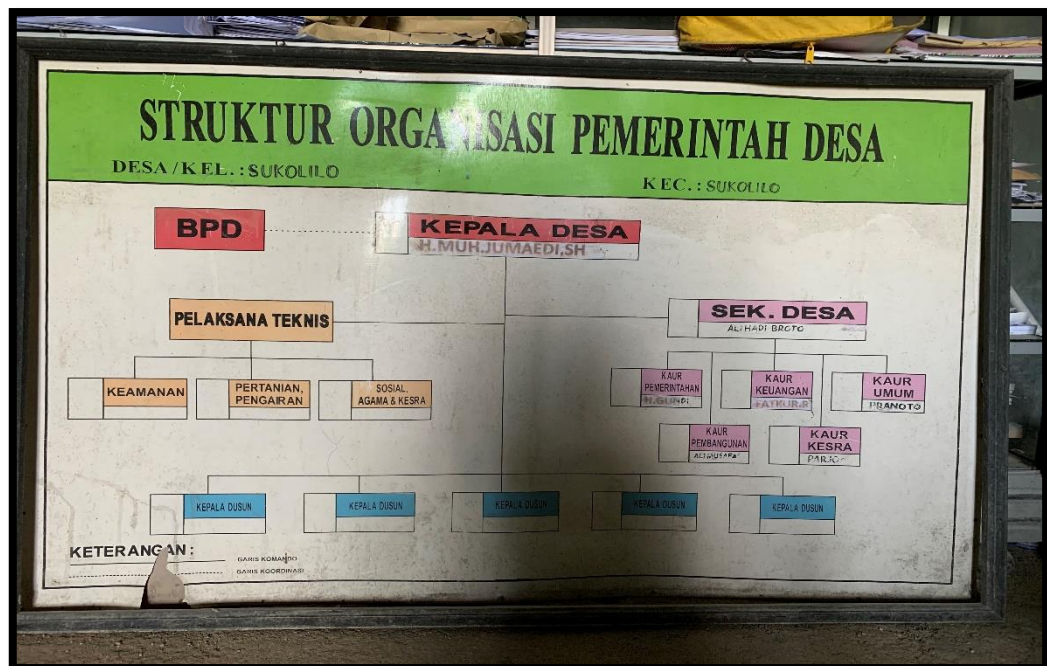 STRUKTUR ORGANISASI PEMERINTAH DESA
DESA/KEL.: SUKOLILO
KEC.: SUKOLILO
BPD
KEPALA DESA
H.MUH.JUMAEDI,SH
PELAKSANA TEKNIS
SEK. DESA
ALI HADI BROTO
KEAMANAN
PERTANIAN,
PENGAIRAN
SOSIAL,
AGAMA & KESRA
KAUR
PEMERINTAHAN
H.GUNDI
KAUR
KEUANGAN
KAUR
UMUM
PRANOTO
KAUR
PEMBANGUNAN
KAUR
KESRA
KEPALA DUSUN
KEPALA DUSUN
KEPALA DUSUN
KEPALA DUSUN
KEPALA DUSUN
KETERANGAN :
GARIS KOMANDO
GARIS KOORDINASI